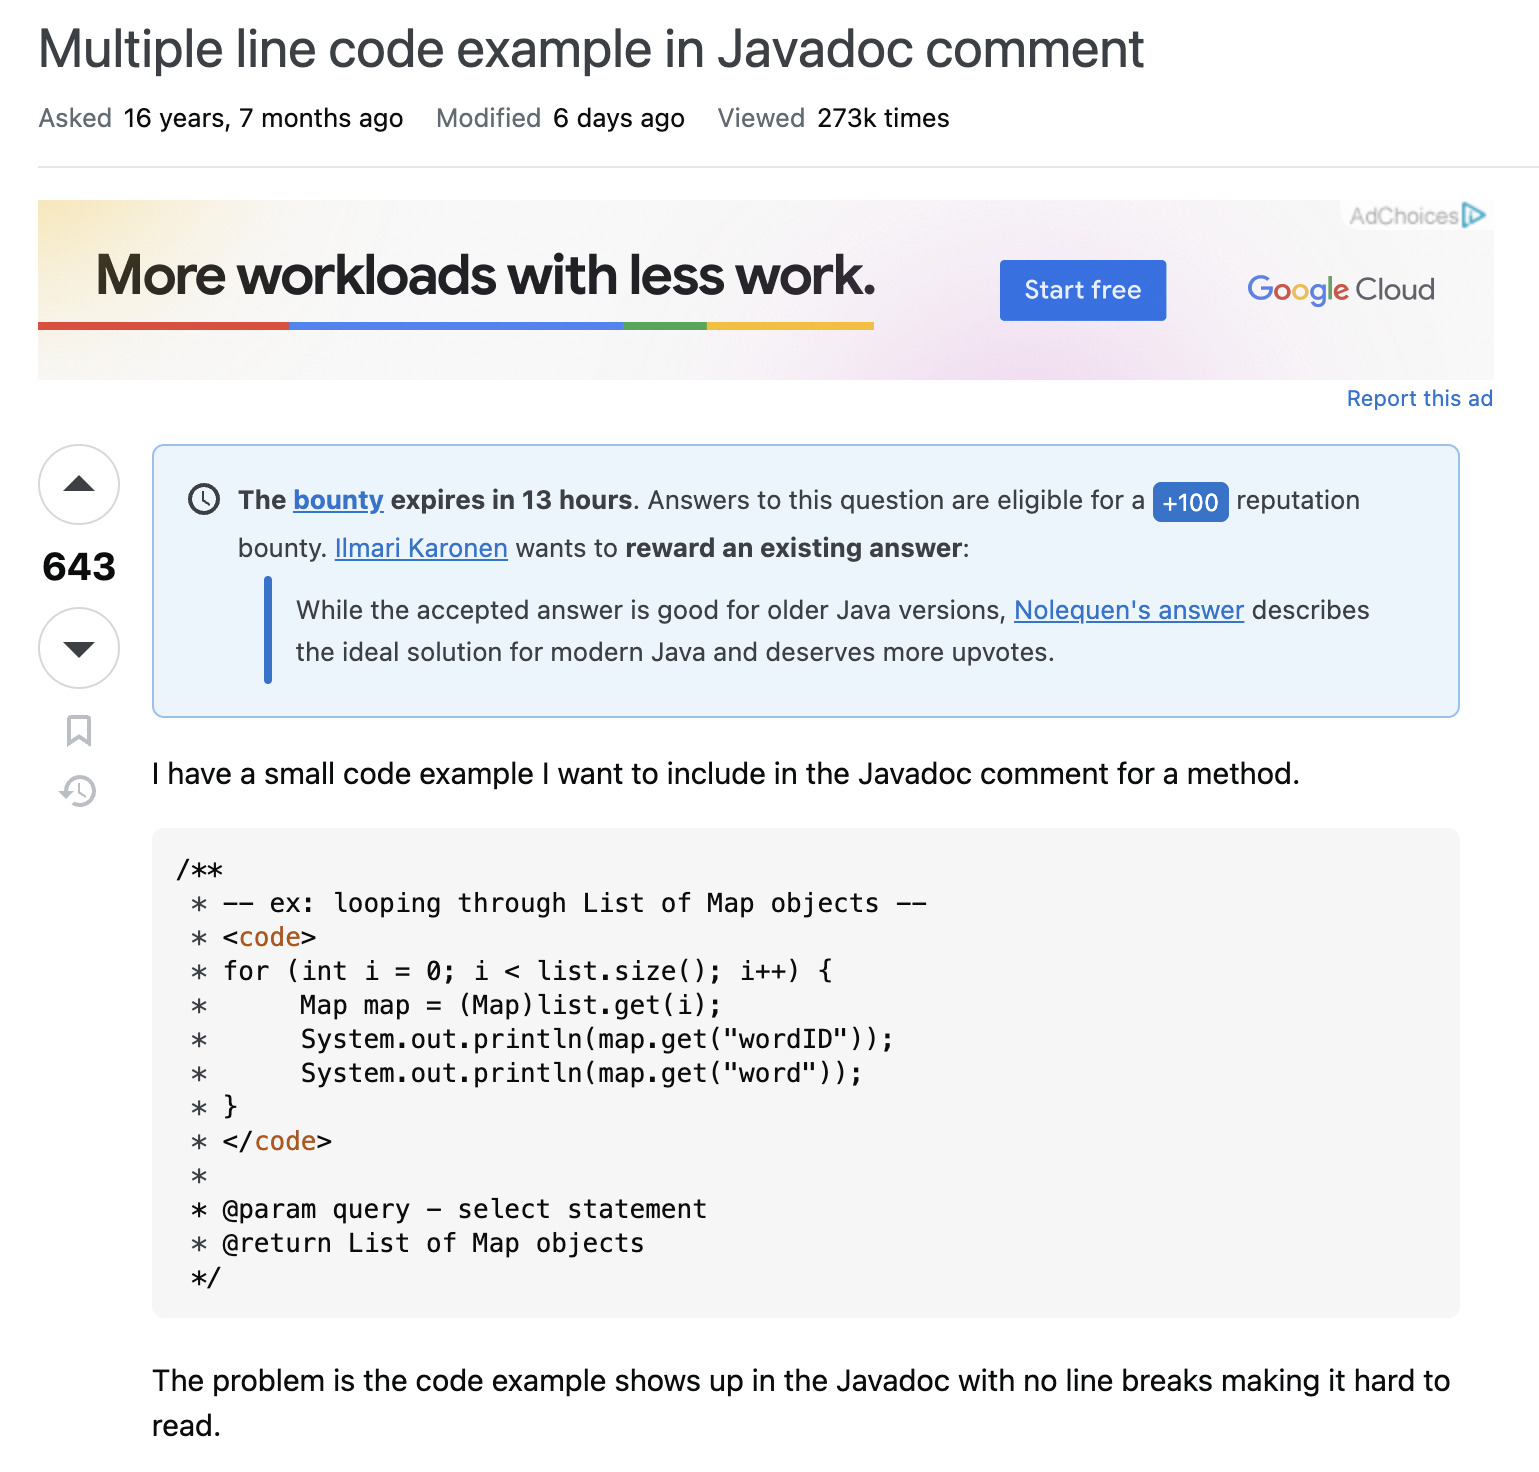 Multiple line code example in Javadoc comment
Asked 16 years, 7 months ago Modified 6 days ago Viewed 273k times
AdChoices
More workloads with less work.
Start free
Google Cloud
Report this ad
643
The bounty expires in 13 hours. Answers to this question are eligible for a +100 reputation
bounty. Ilmari Karonen wants to reward an existing answer:
While the accepted answer is good for older Java versions, Nolequen's answer describes
the ideal solution for modern Java and deserves more upvotes.
I have a small code example I want to include in the Javadoc comment for a method.
/**
 * -- ex: looping through List of Map objects --
 * <code>
 * for (int i = 0; i < list.size(); i++) {
 *      Map map = (Map)list.get(i);
 *      System.out.println(map.get("wordID"));
 *      System.out.println(map.get("word"));
 * }
 * </code>
 *
 * @param query - select statement
 * @return List of Map objects
 */
The problem is the code example shows up in the Javadoc with no line breaks making it hard to
read.